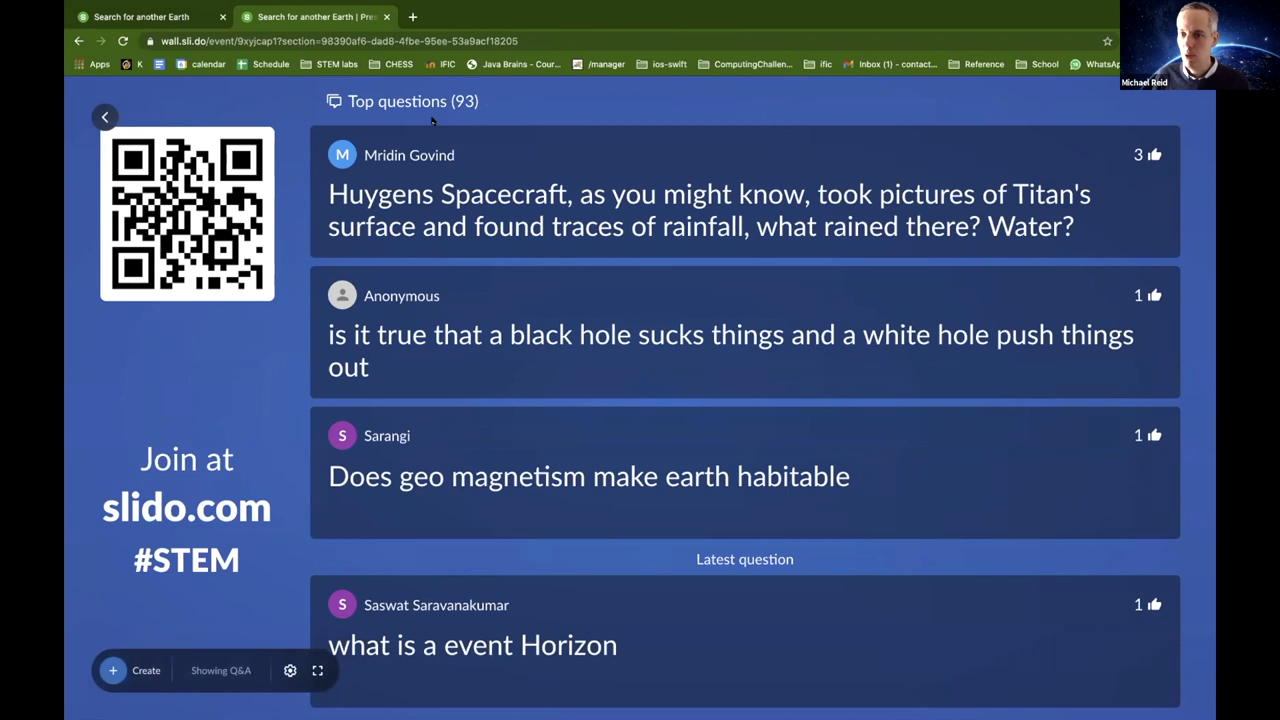 Search for another Earth
Search for another Earth | Pres
wall.sli.do/event/9xyjcap1?section=98390af6-dad8-4fbe-95ee-53a9acf18205
Apps K calendar Schedule STEM labs CHESS IFIC Java Brains - Cour... /manager ios-swift ComputingChallen... ific Inbox (1) - contact... Reference School WhatsAp
Michael Reid
Top questions (93)
M Mridin Govind 3
Huygens Spacecraft, as you might know, took pictures of Titan's
surface and found traces of rainfall, what rained there? Water?
Anonymous 1
is it true that a black hole sucks things and a white hole push things
out
S Sarangi 1
Does geo magnetism make earth habitable
Latest question
S Saswat Saravanakumar 1
what is a event Horizon
Join at
slido.com
#STEM
Create Showing Q&A